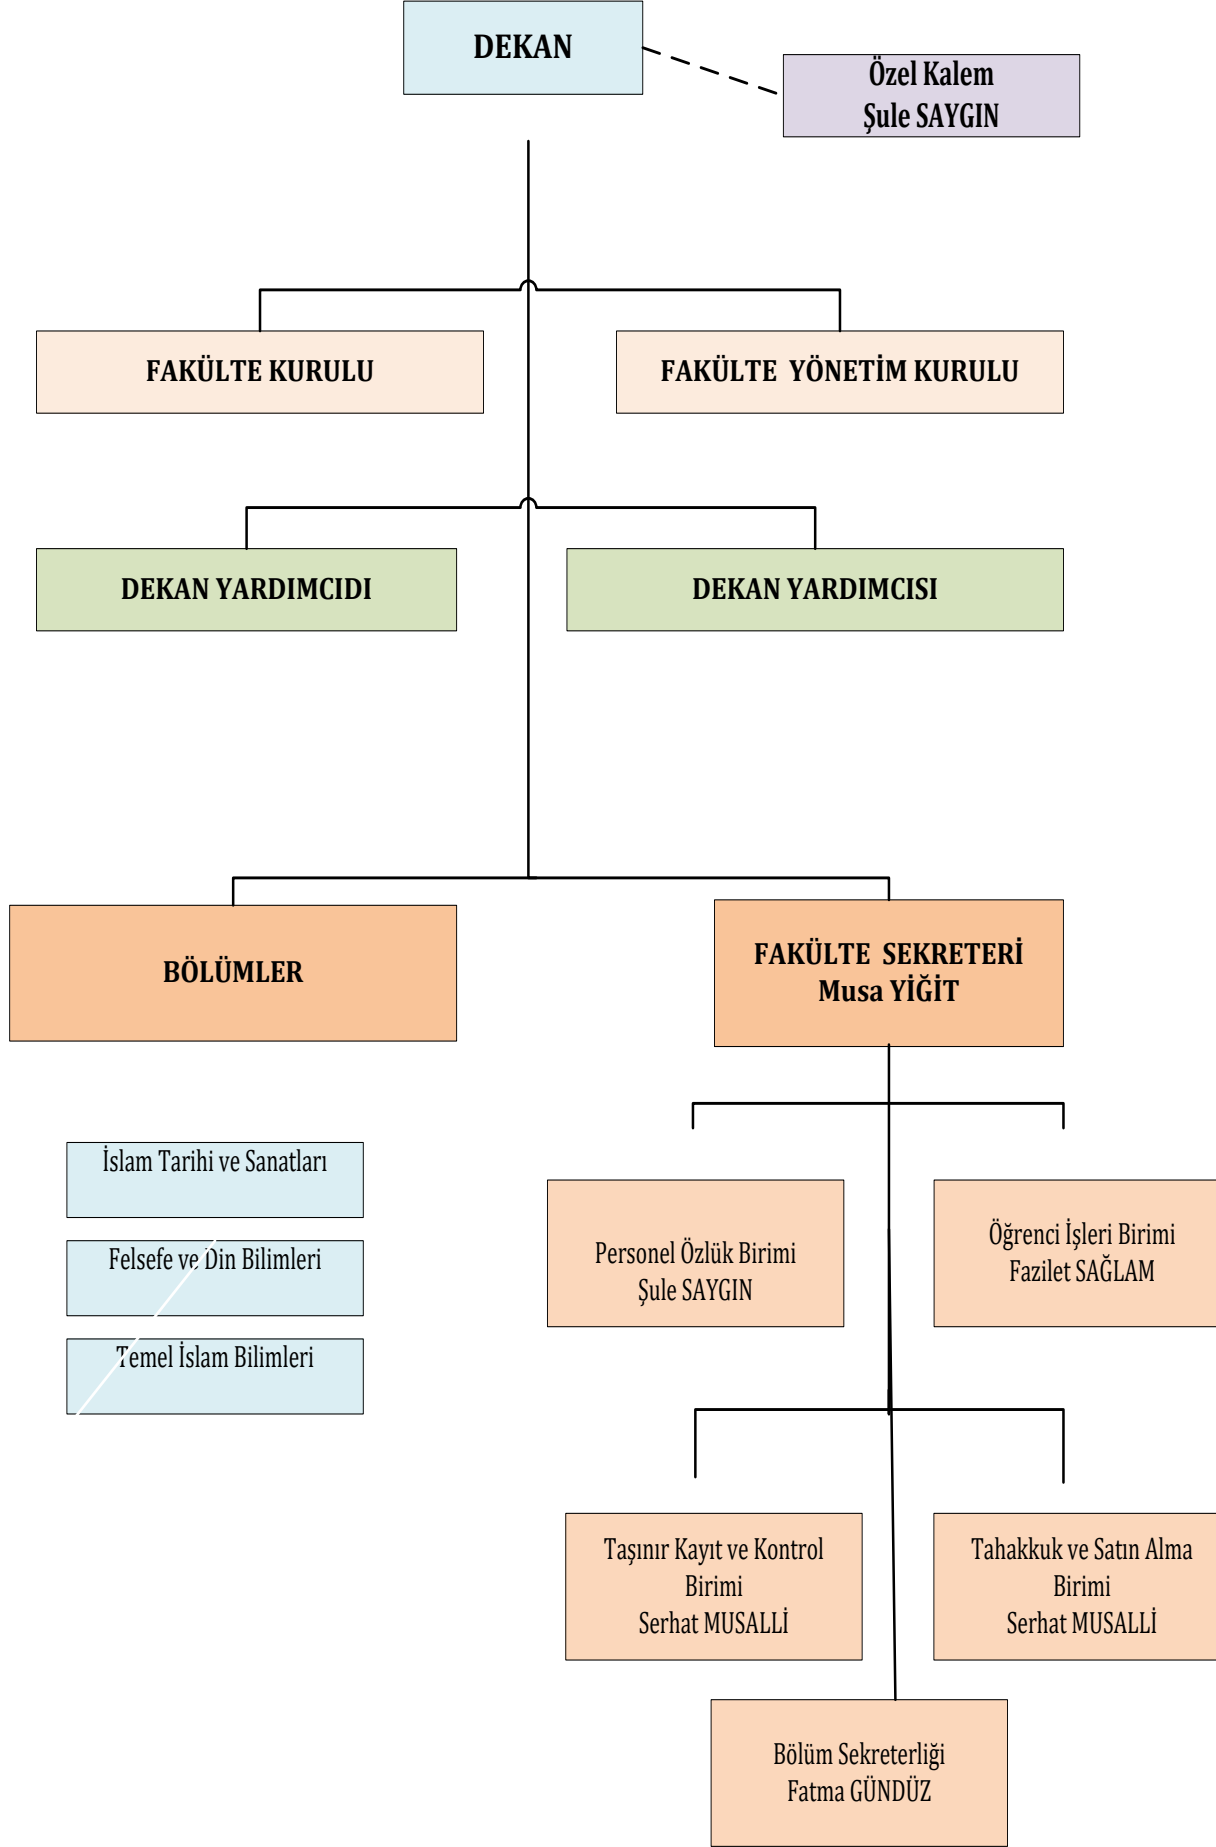 DEKAN
Özel Kalem
Şule SAYGIN
FAKÜLTE KURULU
FAKÜLTE YÖNETİM KURULU
DEKAN YARDIMCIDI
DEKAN YARDIMCISI
BÖLÜMLER
FAKÜLTE SEKRETERİ
Musa YİĞİT
İslam Tarihi ve Sanatları
Felsefe ve Din Bilimleri
Temel İslam Bilimleri
Personel Özlük Birimi
Şule SAYGIN
Öğrenci İşleri Birimi
Fazilet SAĞLAM
Taşınır Kayıt ve Kontrol
Birimi
Serhat MUSALLİ
Tahakkuk ve Satın Alma
Birimi
Serhat MUSALLİ
Bölüm Sekreterliği
Fatma GÜNDÜZ